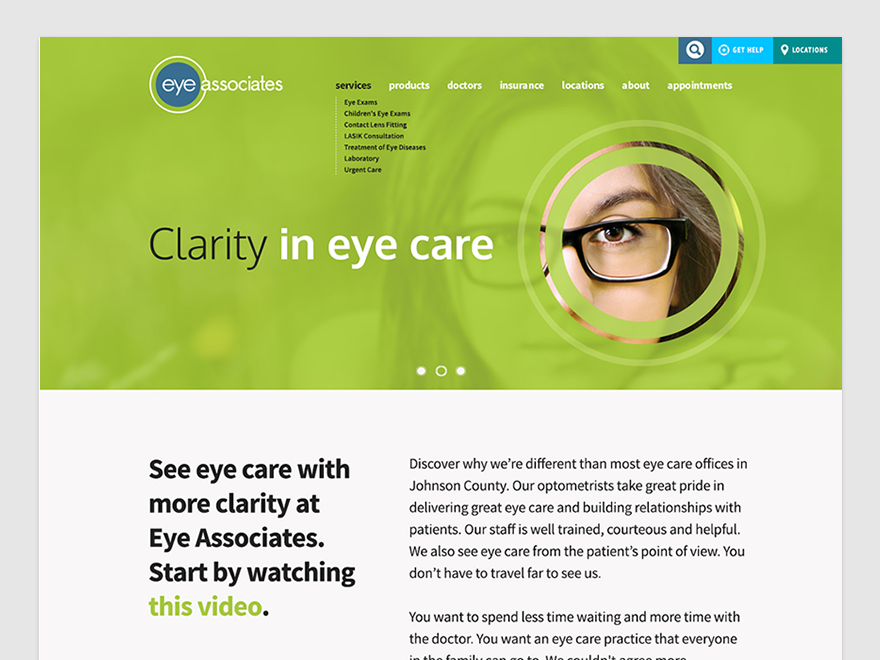 GET HELP
LOCATIONS
eye associates
services products doctors insurance locations about appointments
Eye Exams
Children's Eye Exams
Contact Lens Fitting
LASIK Consultation
Treatment of Eye Diseases
Laboratory
Urgent Care
Clarity in eye care
See eye care with
more clarity at
Eye Associates.
Start by watching
this video.
Discover why we're different than most eye care offices in
Johnson County. Our optometrists take great pride in
delivering great eye care and building relationships with
patients. Our staff is well trained, courteous and helpful.
We also see eye care from the patient's point of view. You
don't have to travel far to see us.
You want to spend less time waiting and more time with
the doctor. You want an eye care practice that everyone
in the family can go to. We couldn't agree more.